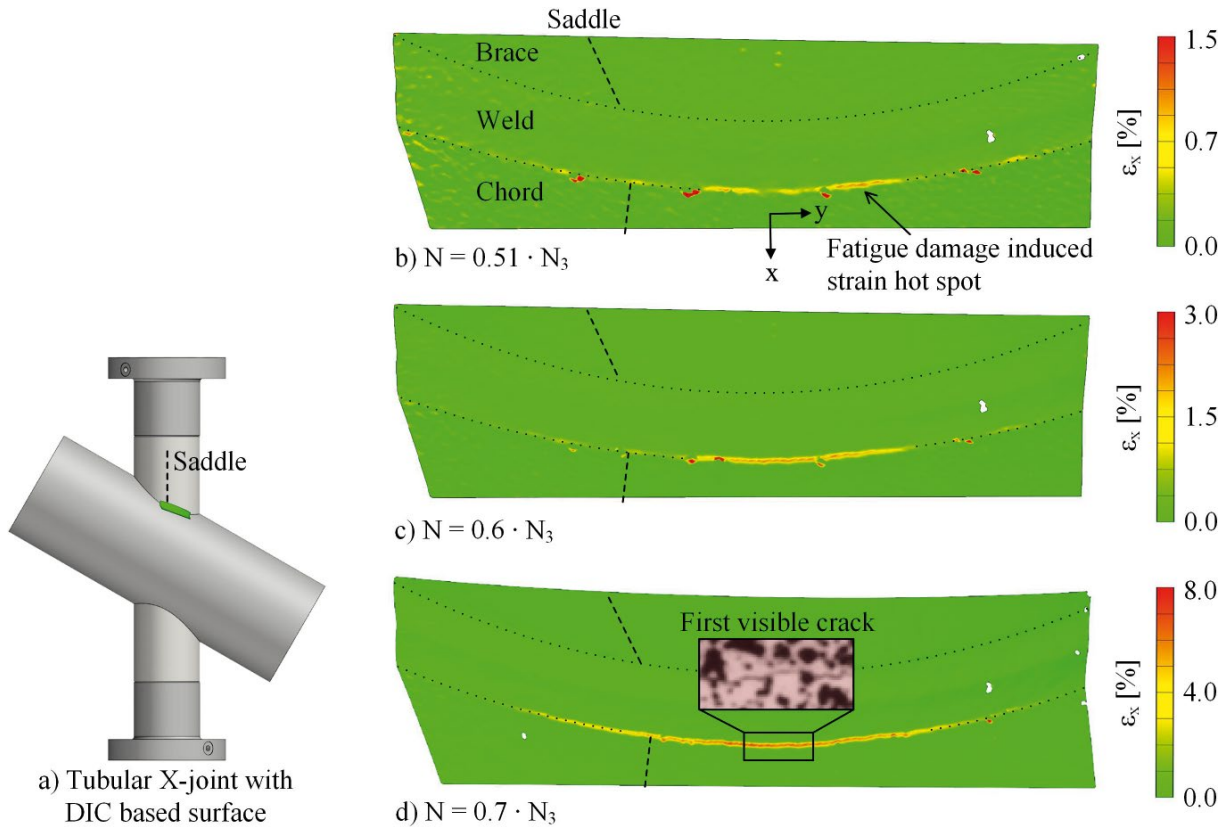 Saddle
Brace
Weld
Chord
y
x
Fatigue damage induced
strain hot spot
b) N = 0.51 · N₃
1.5
0.7
0.0
εₓ [%]
c) N = 0.6 · N₃
3.0
1.5
0.0
εₓ [%]
Saddle
a) Tubular X-joint with
DIC based surface
First visible crack
d) N = 0.7 · N₃
8.0
4.0
0.0
εₓ [%]